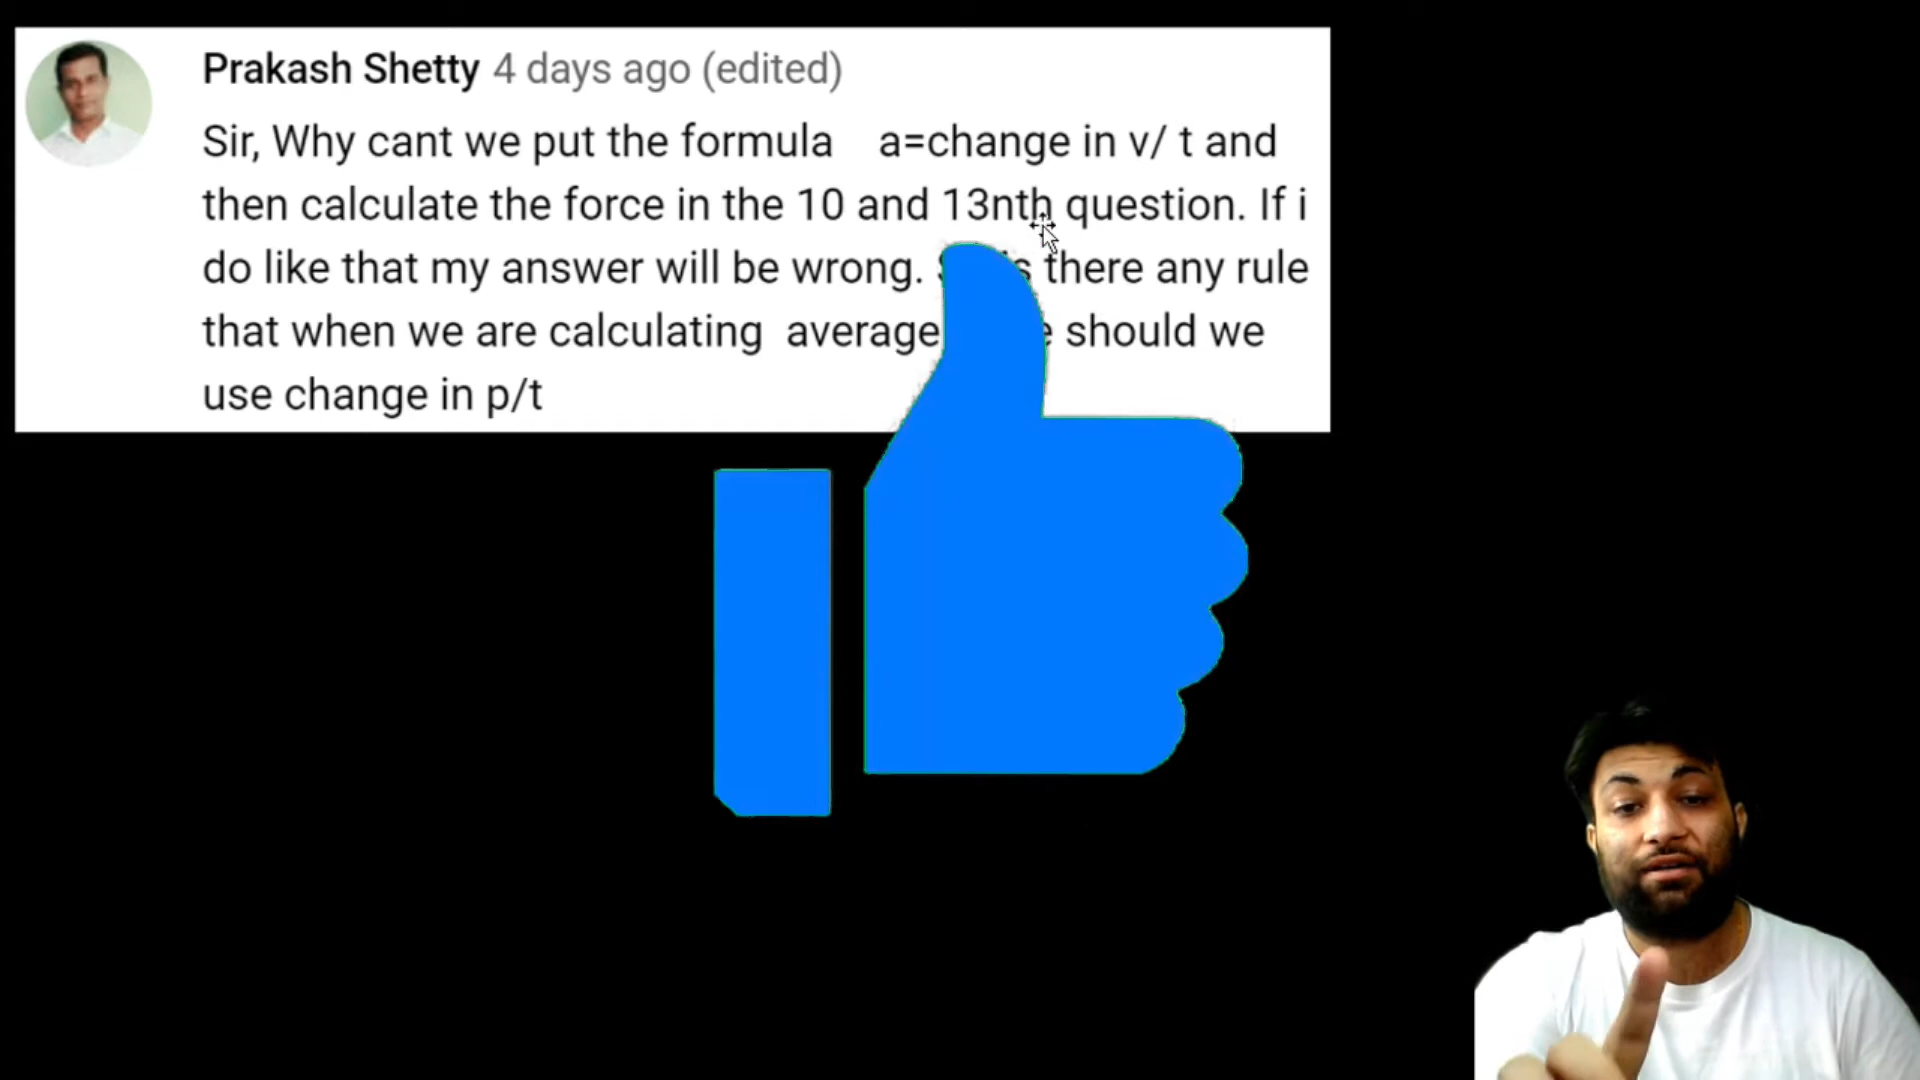 Prakash Shetty 4 days ago (edited)
Sir, Why cant we put the formula a=change in v/ t and
then calculate the force in the 10 and 13nth question. If i
do like that my answer will be wrong. there any rule
that when we are calculating average should we
use change in p/t